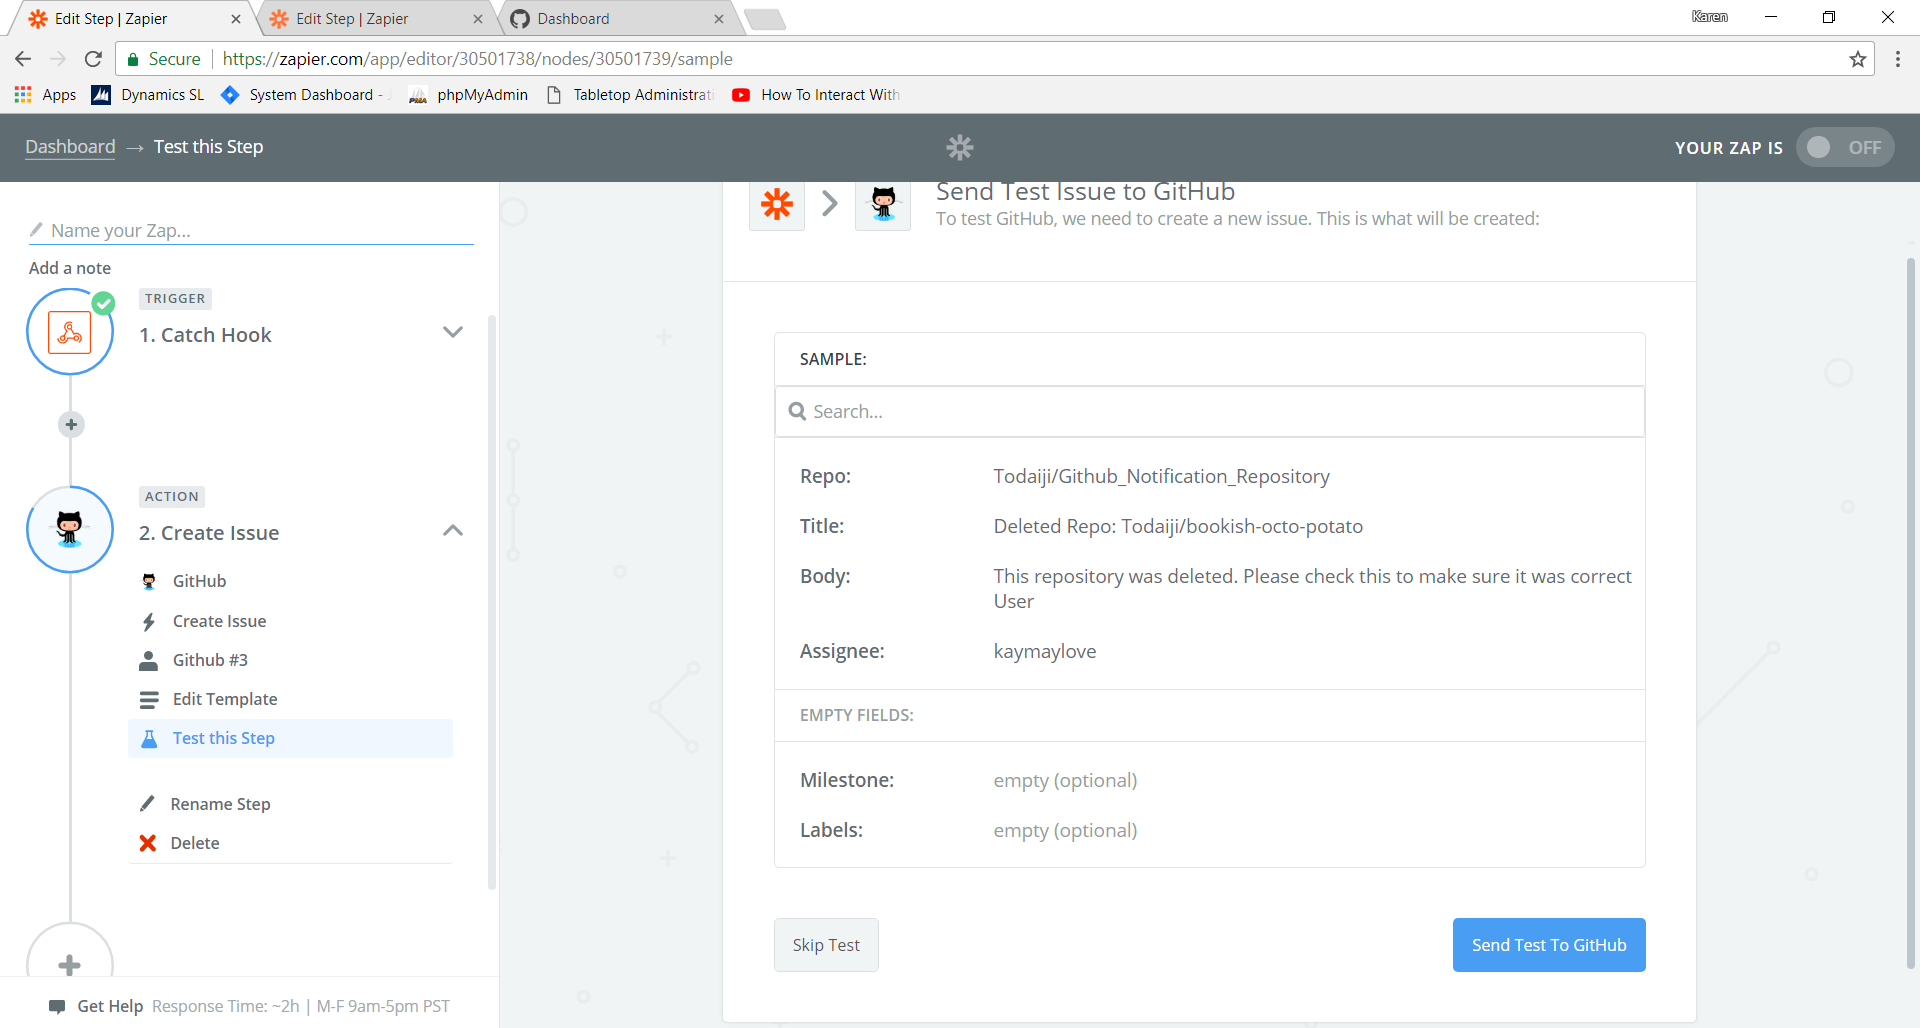 Edit Step | Zapier
Edit Step | Zapier
Dashboard
Karen
Secure
https://zapier.com/app/editor/30501738/nodes/30501739/sample
Apps
Dynamics SL
System Dashboard -
PMA
phpMyAdmin
Tabletop Administrati
How To Interact With
Dashboard → Test this Step
YOUR ZAP IS
OFF
Name your Zap...
Add a note
TRIGGER
1. Catch Hook
ACTION
2. Create Issue
GitHub
Create Issue
Github #3
Edit Template
Test this Step
Rename Step
Delete
Get Help Response Time: ~2h | M-F 9am-5pm PST
Send Test Issue to GitHub
To test GitHub, we need to create a new issue. This is what will be created:
SAMPLE:
Search...
Repo: Todaiji/Github_Notification_Repository
Title: Deleted Repo: Todaiji/bookish-octo-potato
Body: This repository was deleted. Please check this to make sure it was correct
User
Assignee: kaymaylove
EMPTY FIELDS:
Milestone: empty (optional)
Labels: empty (optional)
Skip Test
Send Test To GitHub